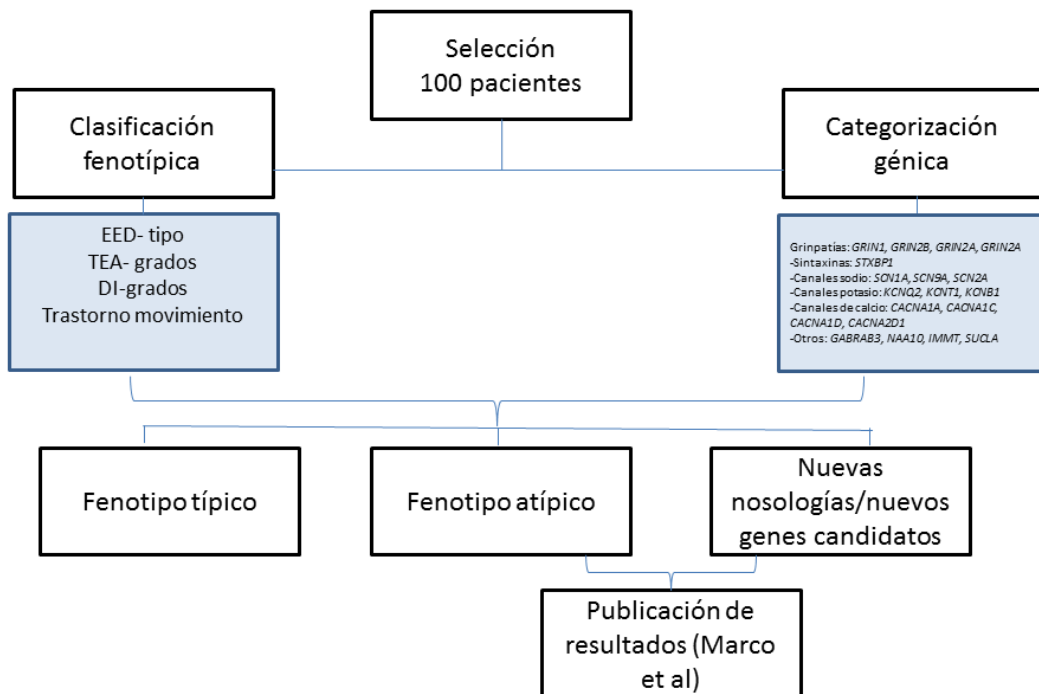 Selección
100 pacientes
Clasificación
fenotípica
Categorización
génica
EED- tipo
TEA- grados
DI-grados
Trastorno movimiento
Grinpatías: GRIN1, GRIN2B, GRIN2A, GRIN2A
-Sintaxinas: STXBP1
-Canales sodio: SCN1A, SCN9A, SCN2A
-Canales potasio: KCNQ2, KCNT1, KCNB1
-Canales de calcio: CACNA1A, CACNA1C,
CACNA1D, CACNA2D1
-Otros: GABRAB3, NAA10, IMMT, SUCLA
Fenotipo típico
Fenotipo atípico
Nuevas
nosologías/nuevos
genes candidatos
Publicación de
resultados (Marco
et al)